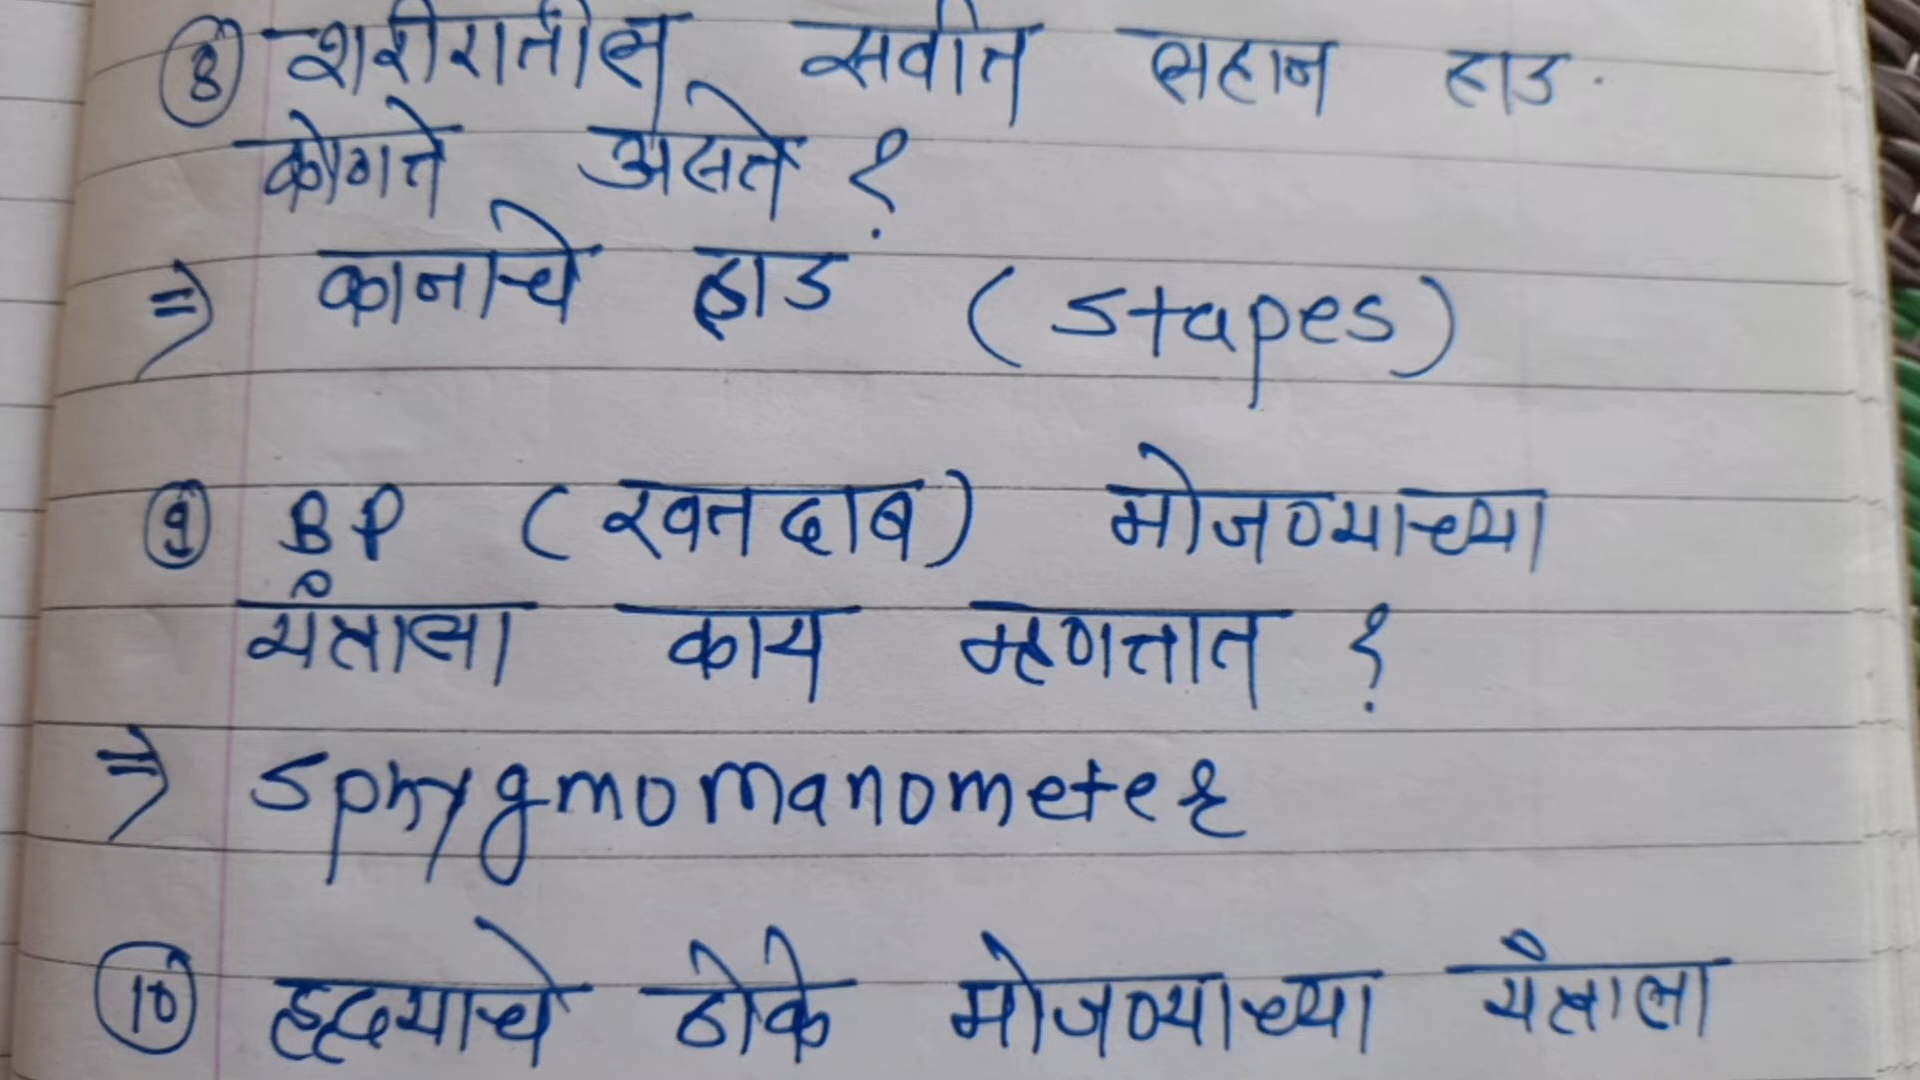 ⑧ शरीरातील सर्वात लहान हाड
कोणते असते ?
⇒ कानाचे हाड (stapes)
⑨ BP (रक्तदाब) मोजण्याच्या
यंत्राला काय म्हणतात ?
⇒ sphygmomanometer
⑩ हृदयाचे ठोके मोजण्याच्या यंत्राला